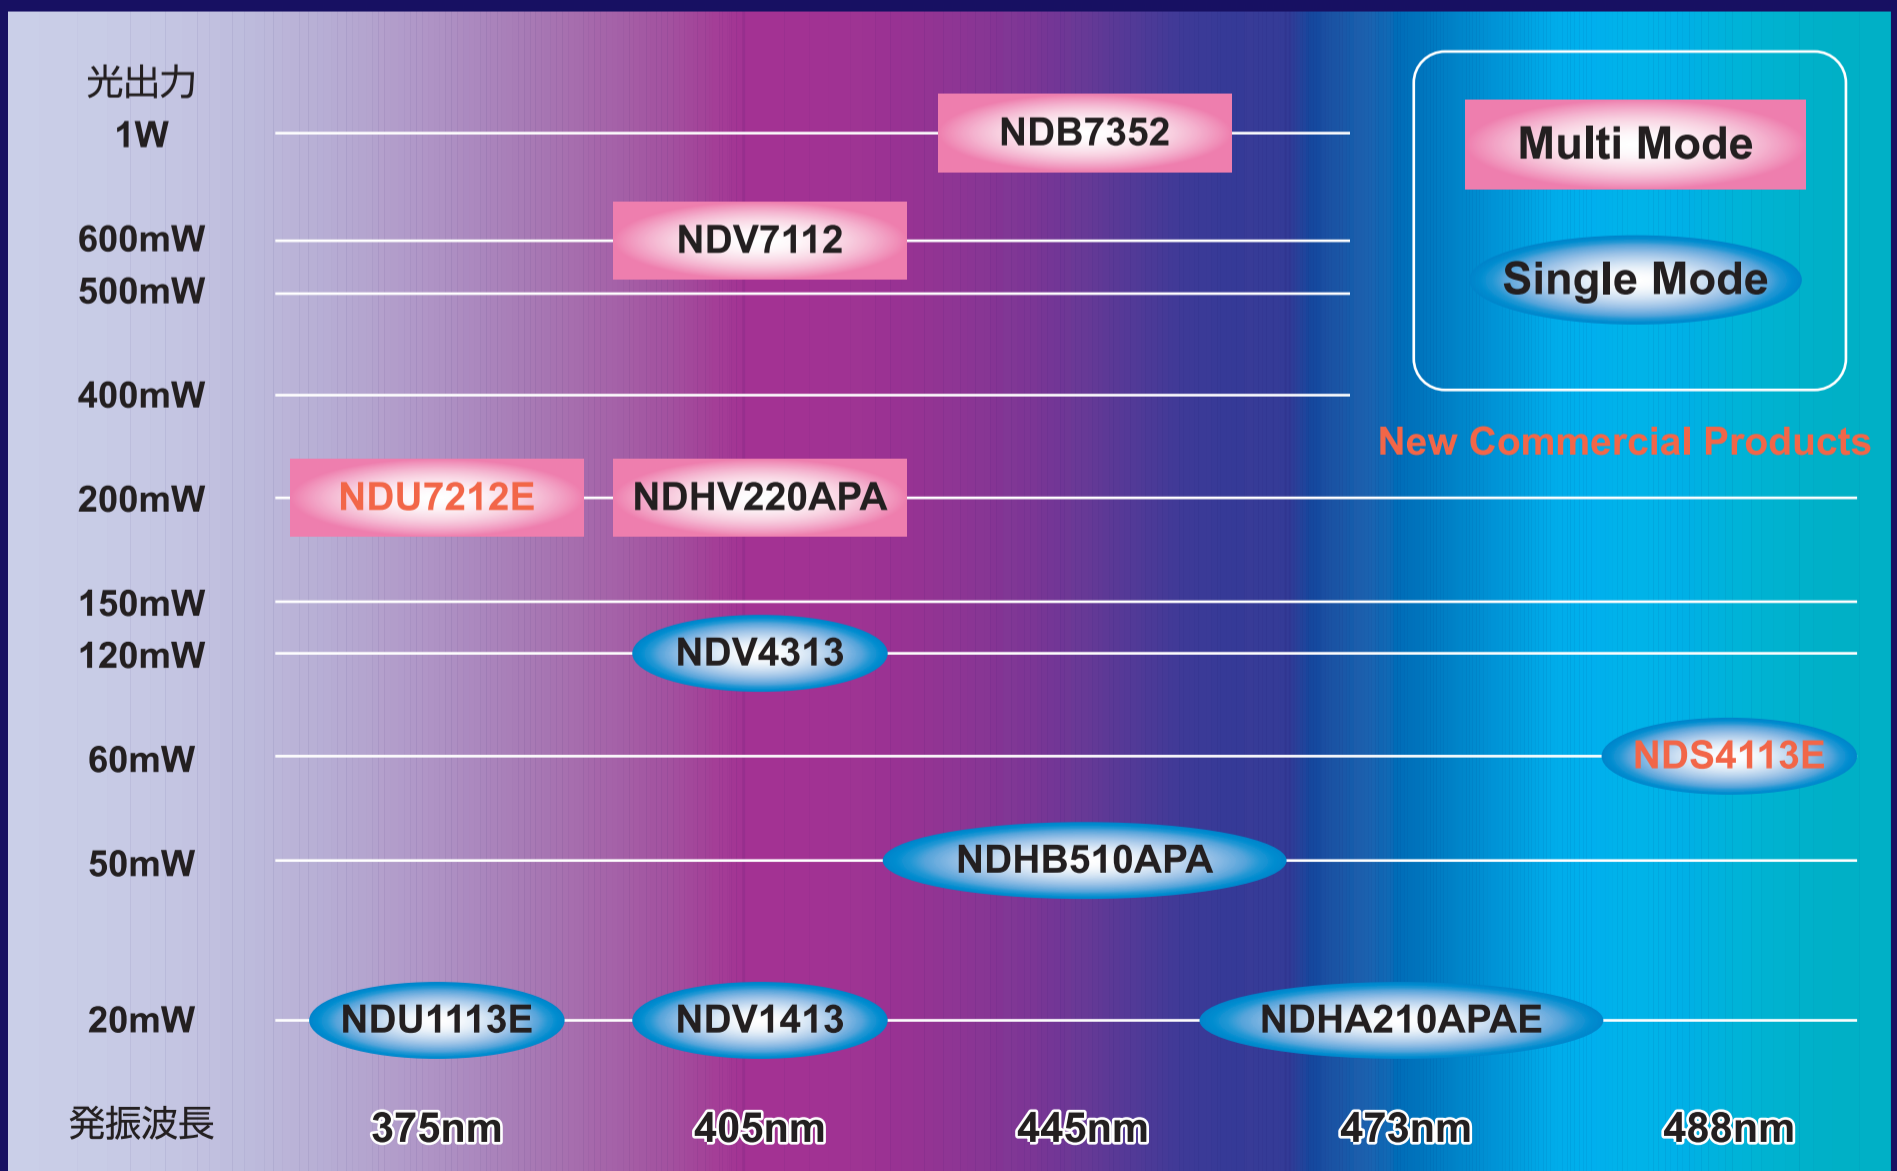 光出力
1W
NDB7352
Multi Mode
600mW
NDV7112
Single Mode
500mW
400mW
New Commercial Products
200mW
NDU7212E
NDHV220APA
150mW
120mW
NDV4313
60mW
NDS4113E
50mW
NDHB510APA
20mW
NDU1113E
NDV1413
NDHA210APAE
発振波長
375nm
405nm
445nm
473nm
488nm